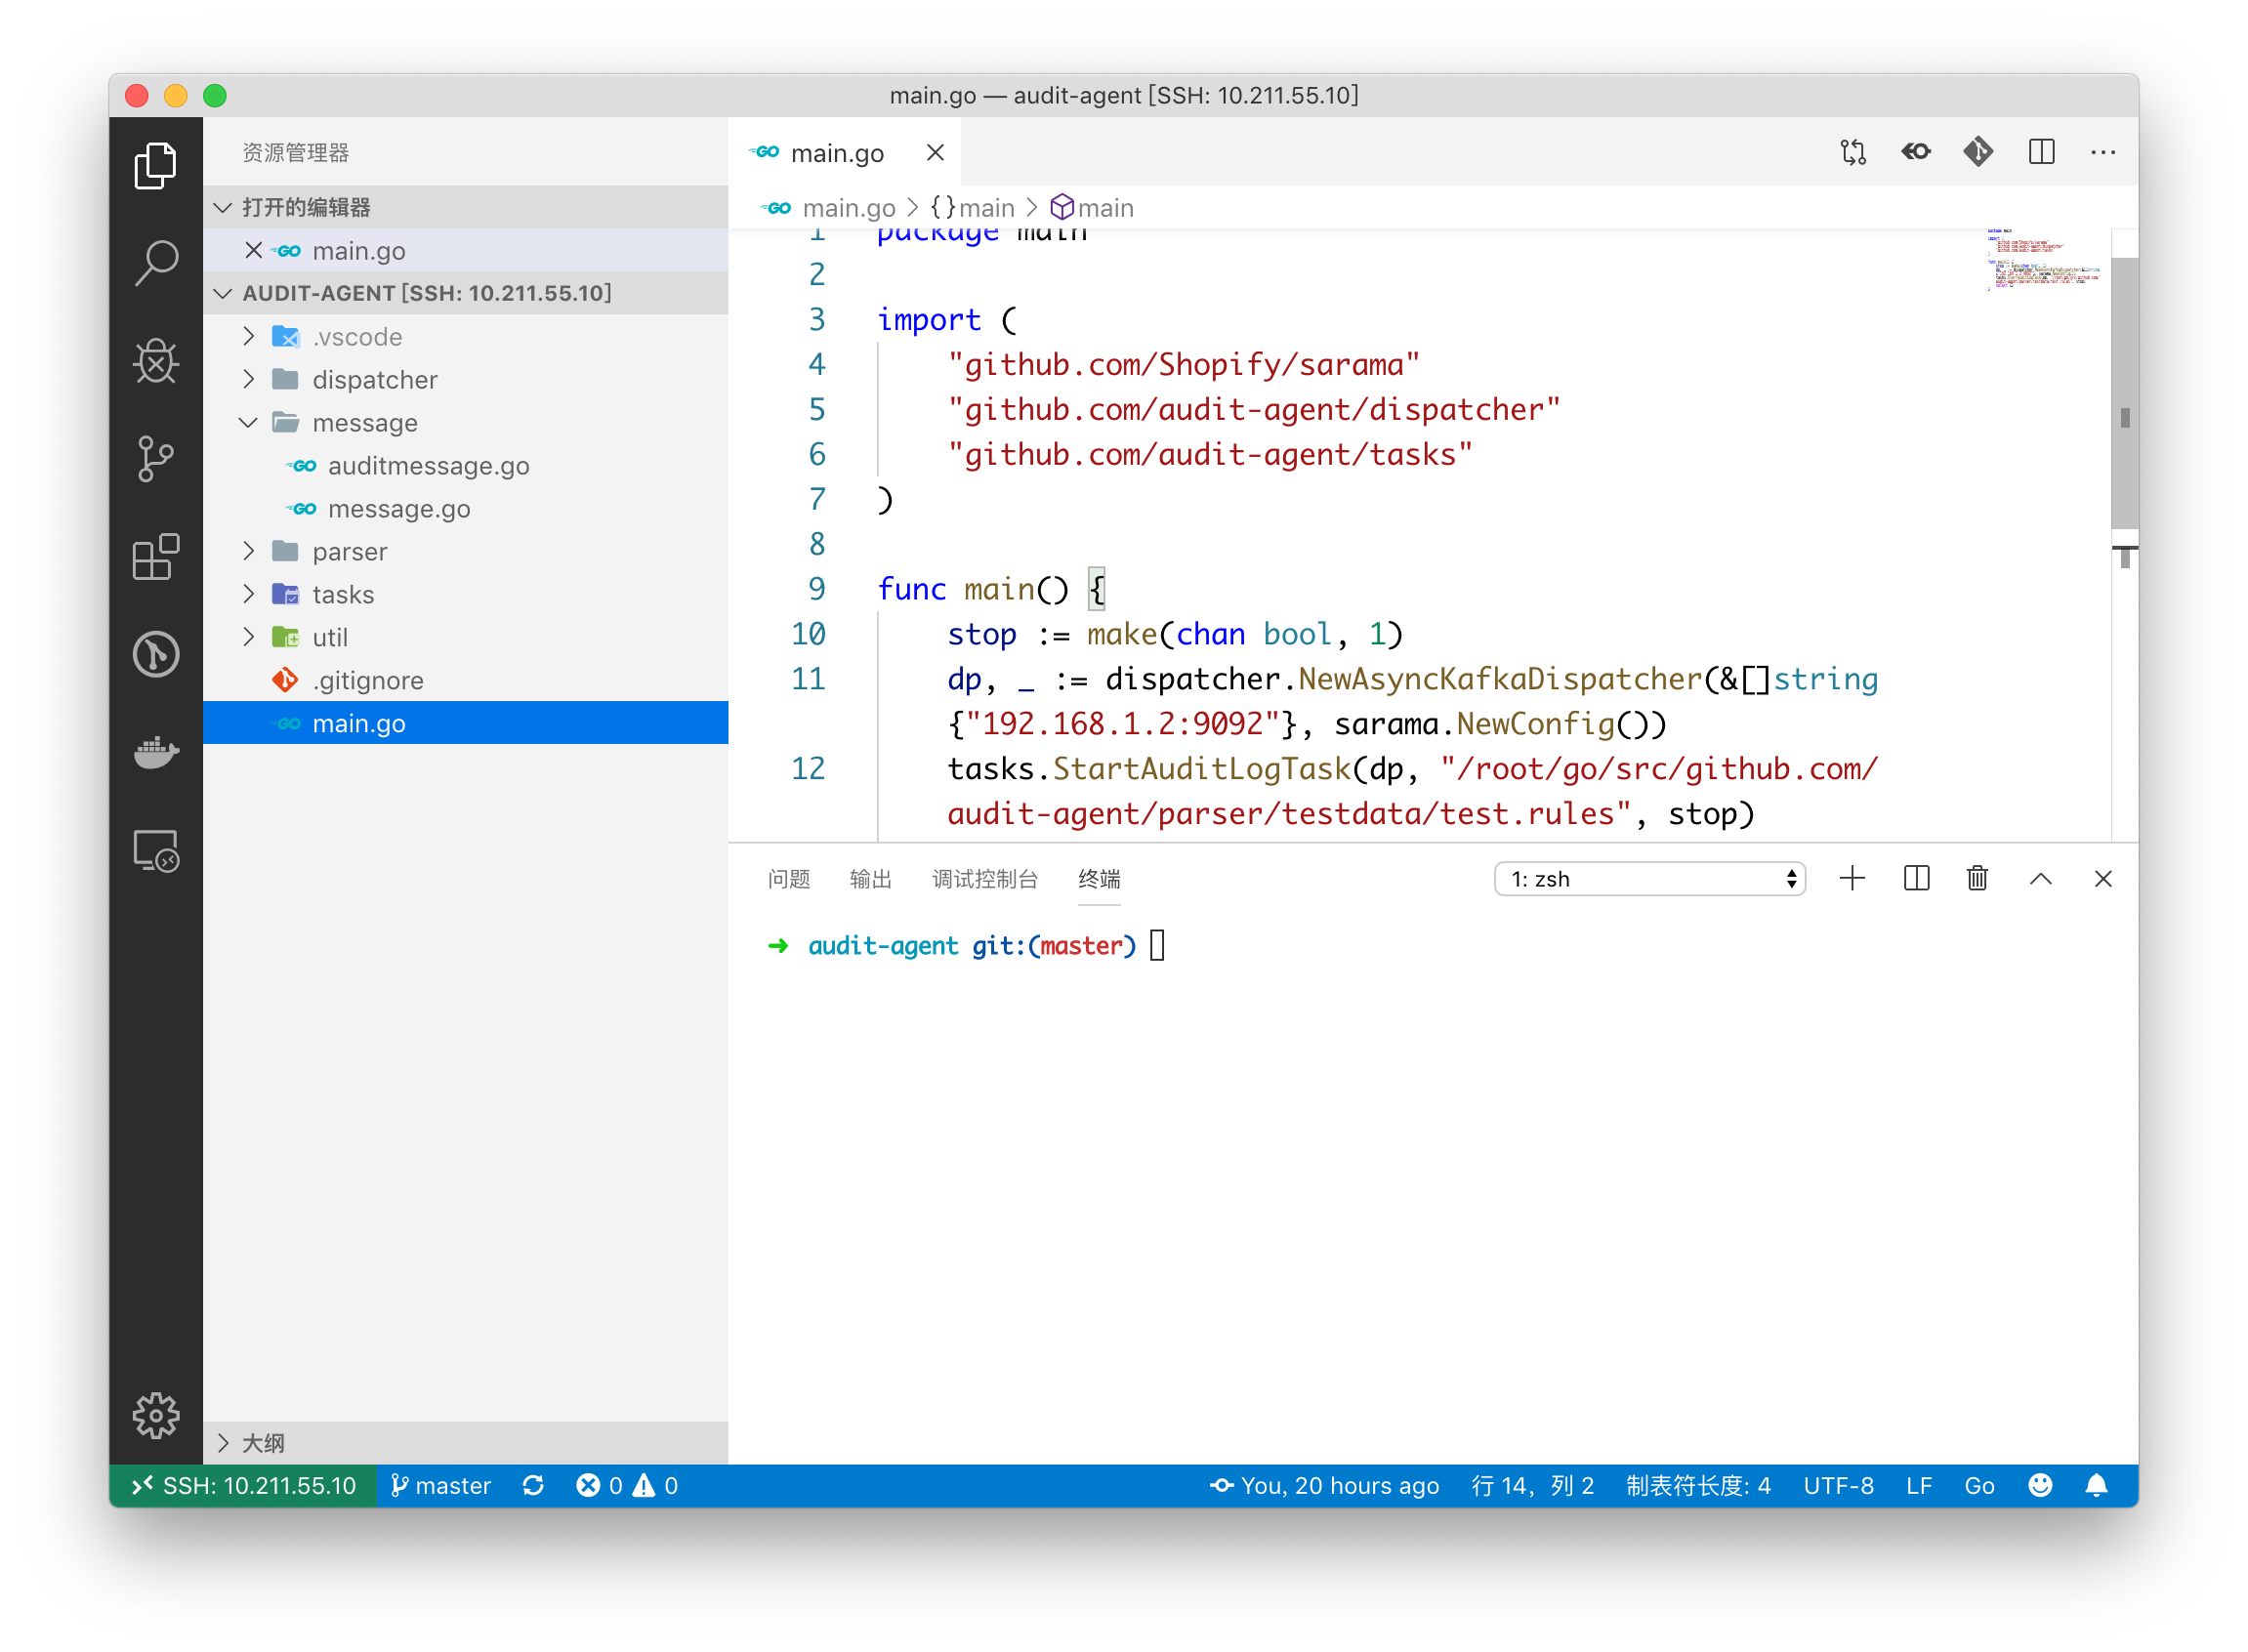 main.go — audit-agent [SSH: 10.211.55.10]
资源管理器
打开的编辑器
main.go
AUDIT-AGENT [SSH: 10.211.55.10]
.vscode
dispatcher
message
auditmessage.go
message.go
parser
tasks
util
.gitignore
main.go
大纲
GO main.go
GO main.go > {} main > main
1 package main
2
3 import (
4 "github.com/Shopify/sarama"
5 "github.com/audit-agent/dispatcher"
6 "github.com/audit-agent/tasks"
7 )
8
9 func main() {
10 stop := make(chan bool, 1)
11 dp, _ := dispatcher.NewAsyncKafkaDispatcher(&[]string
{"192.168.1.2:9092"}, sarama.NewConfig())
12 tasks.StartAuditLogTask(dp, "/root/go/src/github.com/
audit-agent/parser/testdata/test.rules", stop)
问题 输出 调试控制台 终端 1: zsh
➜ audit-agent git:(master)
SSH: 10.211.55.10 master 0 0 You, 20 hours ago 行 14，列 2 制表符长度: 4 UTF-8 LF Go